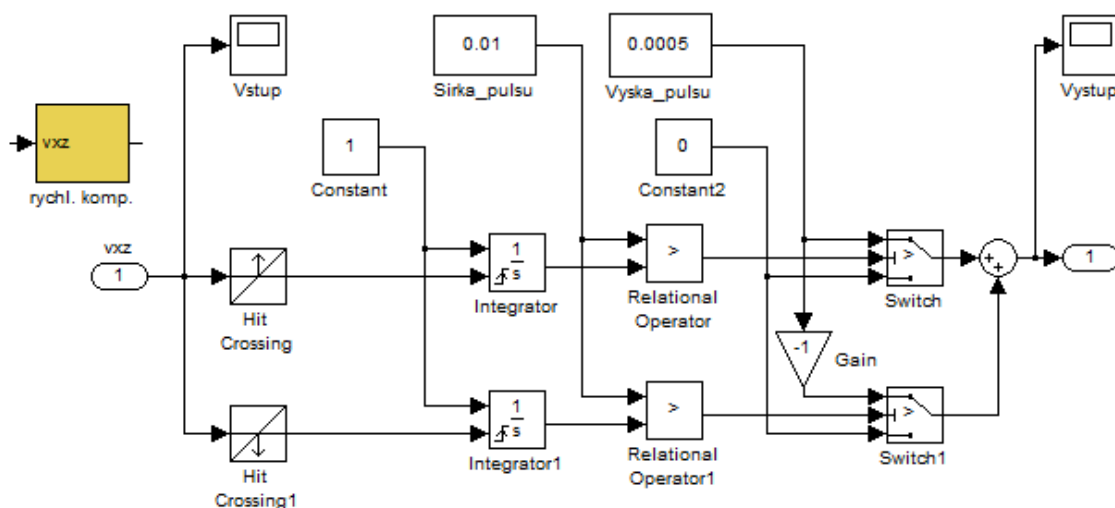 0.01
0.0005
Vstup
Sirka_pulsu
Vyska_pulsu
Vystup
vxz
rychl. komp.
1
Constant
0
Constant2
vxz
1
Hit
Crossing
1
s
Integrator
>
Relational
Operator
>
Switch
+
+
1
-1
Gain
Hit
Crossing1
1
s
Integrator1
>
Relational
Operator1
>
Switch1